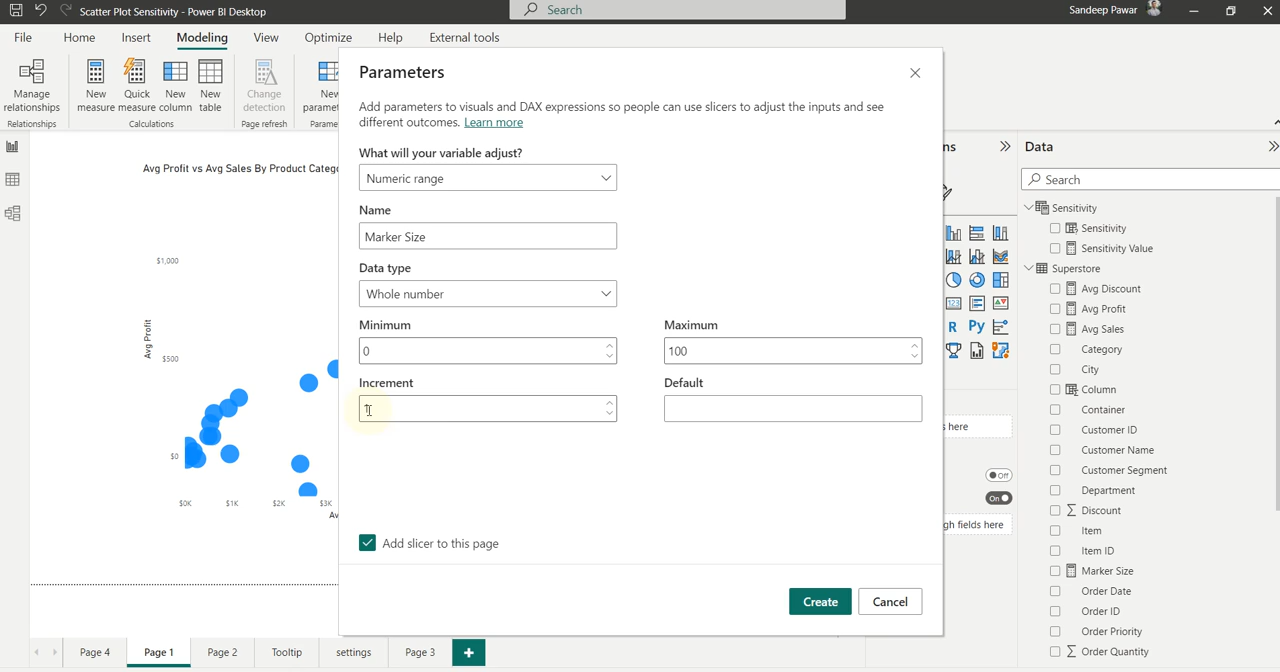 Scatter Plot Sensitivity - Power BI Desktop
Search
Sandeep Pawar
File
Home
Insert
Modeling
View
Optimize
Help
External tools
Manage
relationships
New
measure
Quick
measure
New
column
New
table
Change
detection
New
Relationships
Calculations
Page refresh
Parameters
Add parameters to visuals and DAX expressions so people can use slicers to adjust the inputs and see
different outcomes. Learn more
What will your variable adjust?
Numeric range
Name
Marker Size
Data type
Whole number
Minimum
0
Maximum
100
Increment
1
Default
Add slicer to this page
Create
Cancel
Avg Profit vs Avg Sales By Product
$1,000
$500
$0
Avg Profit
$0K
$1K
$2K
$3K
Data
Search
Sensitivity
Sensitivity
Sensitivity Value
Superstore
Avg Discount
Avg Profit
Avg Sales
Category
City
Column
Container
Customer ID
Customer Name
Customer Segment
Department
Discount
Item
Item ID
Marker Size
Order Date
Order ID
Order Priority
Order Quantity
123
R
Py
here
Off
On
fields here
Page 4
Page 1
Page 2
Tooltip
settings
Page 3